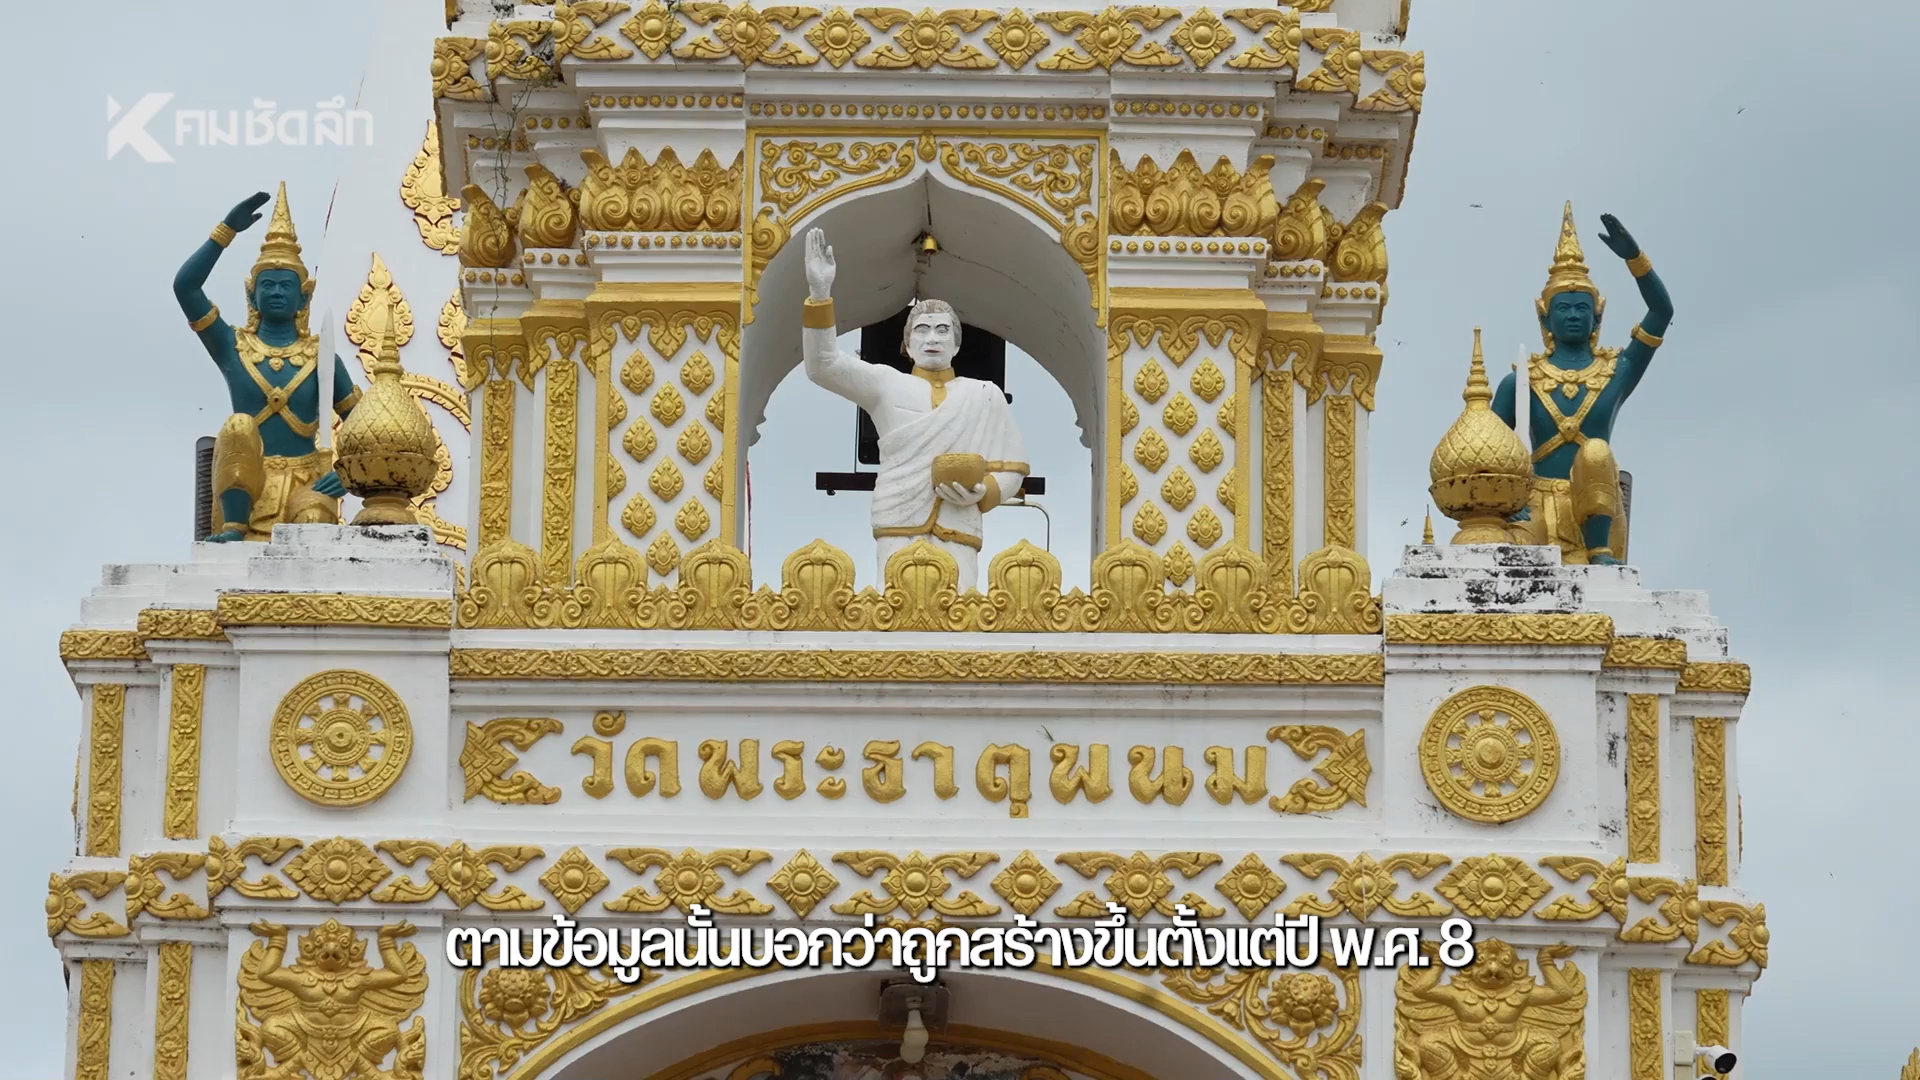 คมชัดลึก
วัดพระธาตุพนม
ตามข้อมูลนั้นบอกว่าถูกสร้างขึ้นตั้งแต่ปี พ.ศ. 8